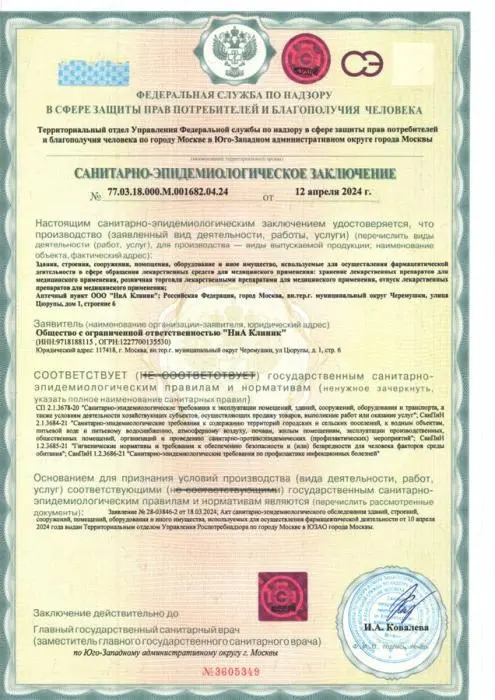 СЭ
ФЕДЕРАЛЬНАЯ СЛУЖБА ПО НАДЗОРУ
В СФЕРЕ ЗАЩИТЫ ПРАВ ПОТРЕБИТЕЛЕЙ И БЛАГОПОЛУЧИЯ ЧЕЛОВЕКА
Территориальный отдел Управления Федеральной службы по надзору в сфере защиты прав потребителей
и благополучия человека по городу Москве в Юго-Западном административном округе города Москвы
(наименование территориального органа)
САНИТАРНО-ЭПИДЕМИОЛОГИЧЕСКОЕ ЗАКЛЮЧЕНИЕ
№ 77.03.18.000.М.001682.04.24 от 12 апреля 2024 г.
Настоящим санитарно-эпидемиологическим заключением удостоверяется, что
производство (заявленный вид деятельности, работы, услуги) (перечислить виды
деятельности (работ, услуг), для производства — виды выпускаемой продукции; наименование
объекта, фактический адрес):
Здания, строения, сооружения, помещения, оборудование и иное имущество, используемые для осуществления фармацевтической
деятельности в сфере обращения лекарственных средств для медицинского применения: хранение лекарственных препаратов для
медицинского применения, розничная торговля лекарственными препаратами для медицинского применения, отпуск лекарственных
препаратов для медицинского применения;
Аптечный пункт ООО "НиА Клиник"; Российская Федерация, город Москва, вн.тер.г. муниципальный округ Черемушки, улица
Цюрупы, дом 1, строение 6
Заявитель (наименование организации-заявителя, юридический адрес)
Общество с ограниченной ответственностью "НиА Клиник"
(ИНН:9718188115 , ОГРН:1227700135530)
Юридический адрес: 117418, г. Москва, вн.тер.г. муниципальный округ Черемушки, ул Цюрупы, д. 1, стр. 6
СООТВЕТСТВУЕТ (НЕ СООТВЕТСТВУЕТ) государственным санитарно-
эпидемиологическим правилам и нормативам (ненужное зачеркнуть,
указать полное наименование санитарных правил)
СП 2.1.3678-20 "Санитарно-эпидемиологические требования к эксплуатации помещений, зданий, сооружений, оборудования и транспорта, а
также условиям деятельности хозяйствующих субъектов, осуществляющих продажу товаров, выполнение работ или оказание услуг"; СанПиН
2.1.3684-21 "Санитарно-эпидемиологические требования к содержанию территорий городских и сельских поселений, к водным объектам,
питьевой воде и питьевому водоснабжению, атмосферному воздуху, почвам, жилым помещениям, эксплуатации производственных,
общественных помещений, организации и проведению санитарно-противоэпидемических (профилактических) мероприятий"; СанПиН
1.2.3685-21 "Гигиенические нормативы и требования к обеспечению безопасности и (или) безвредности для человека факторов среды
обитания"; СанПиН 3.3686-21 "Санитарно-эпидемиологические требования по профилактике инфекционных болезней"
Основанием для признания условий производства (вида деятельности, работ,
услуг) соответствующими (не соответствующими) государственным санитарно-
эпидемиологическим правилам и нормативам являются (перечислить рассмотренные
документы):
Заявление № 28-03846-2 от 18.03.2024, Акт санитарно-эпидемиологического обследования зданий, строений,
сооружений, помещений, оборудования и иного имущества, используемых для осуществления фармацевтической деятельности от 10 апреля
2024 года выдан Территориальным отделом Управления Роспотребнадзора по городу Москве в ЮЗАО города Москвы.
Заключение действительно до
Главный государственный санитарный врач
(заместитель главного государственного санитарного врача)
по Юго-Западному административному округу г. Москвы
И.А. Ковалева
Ф. И. О., подпись, печать
№3605349